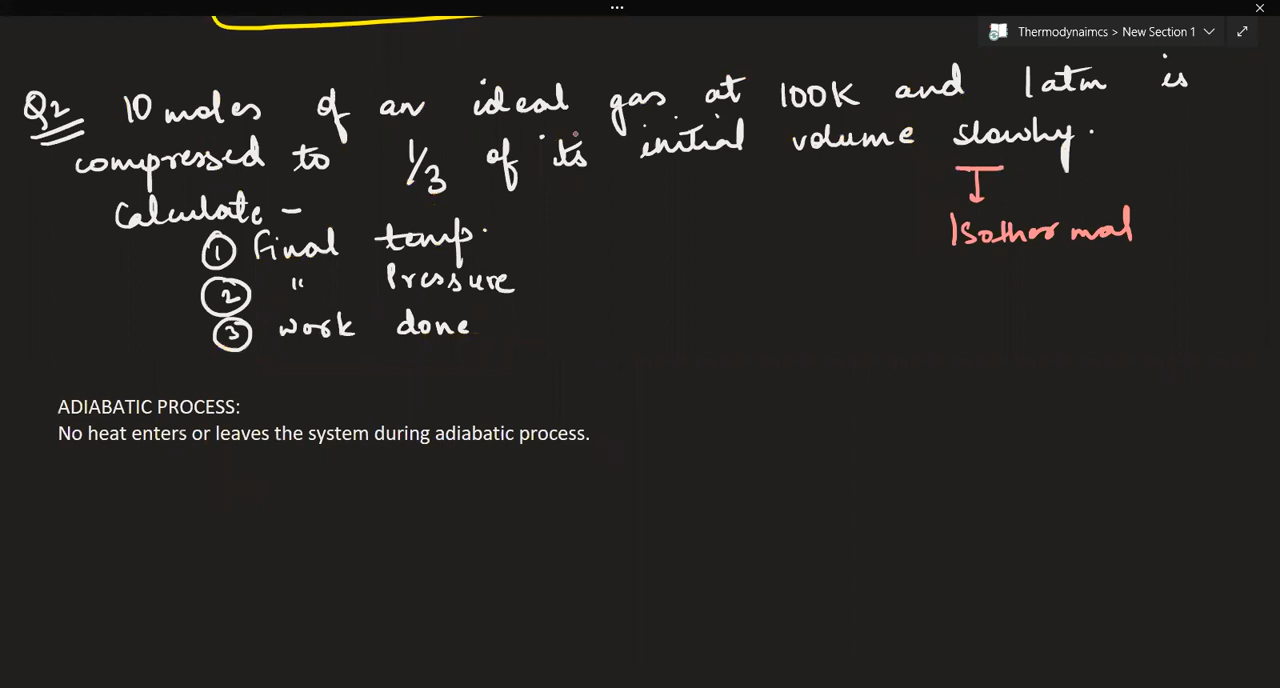 Thermodynaimcs > New Section 1
Q2 10 moles of an ideal gas at 100K and 1atm is
compressed to 1/3 of its initial volume slowly.
Isothermal
Calculate -
1 Final temp.
2 " Pressure
3 work done
ADIABATIC PROCESS:
No heat enters or leaves the system during adiabatic process.